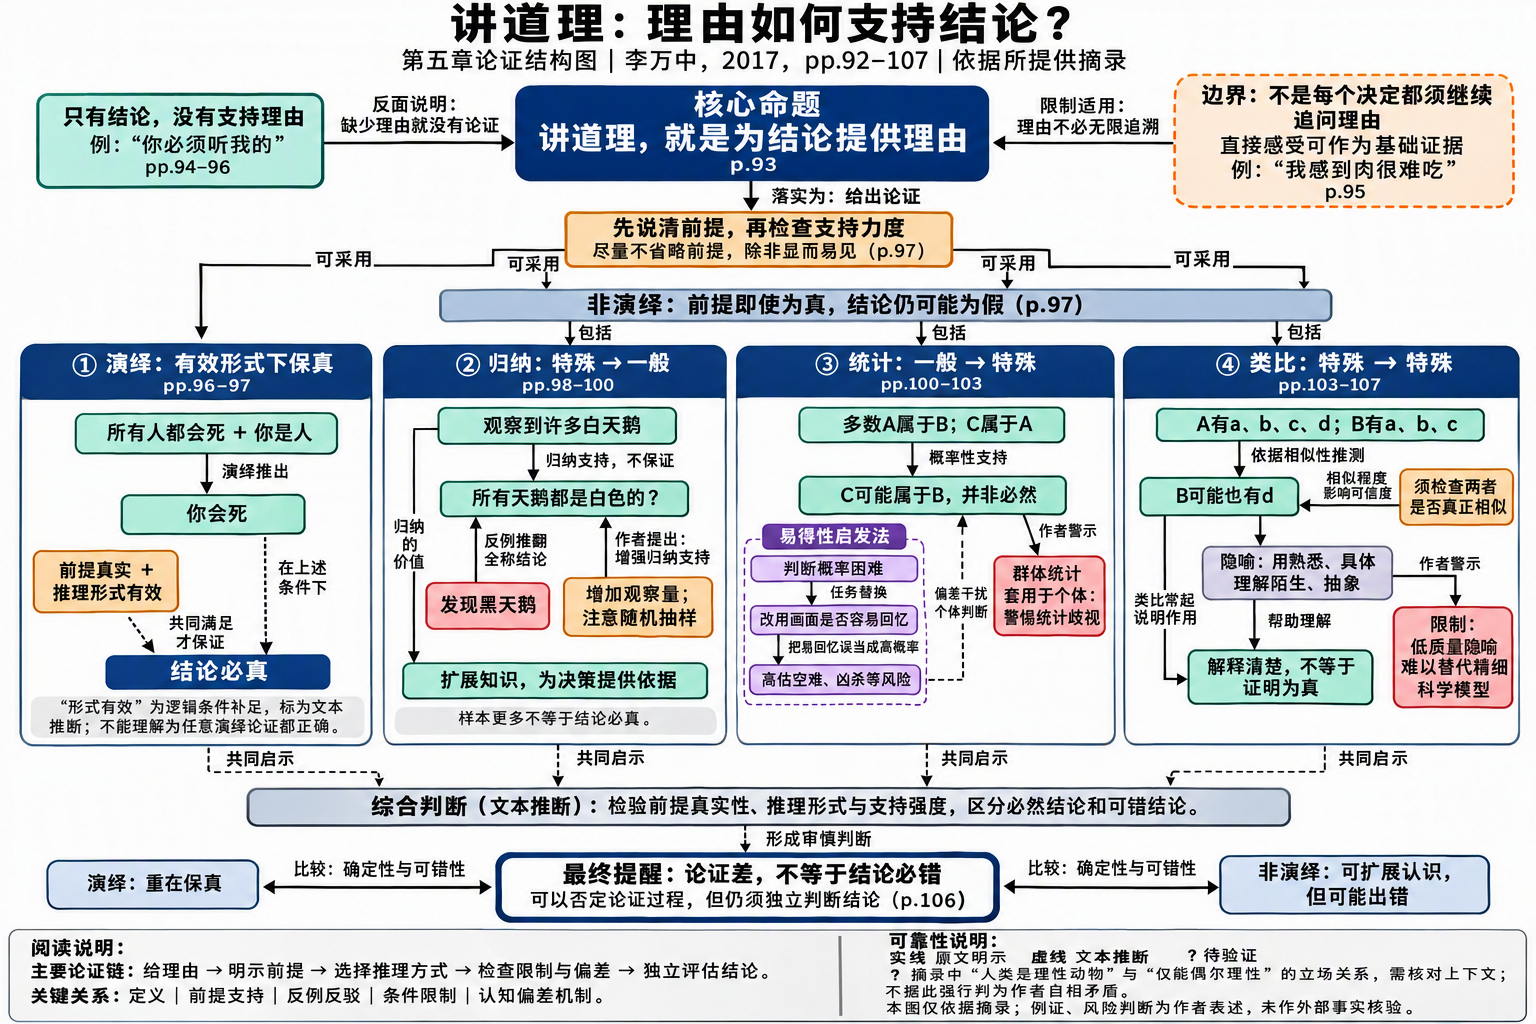 讲道理：理由如何支持结论？
第五章论证结构图 | 李万中，2017，pp.92–107 | 依据所提供摘录
只有结论，没有支持理由
例：“你必须听我的”
pp.94–96
反面说明：
缺少理由就没有论证
核心命题
讲道理，就是为结论提供理由
p.93
限制适用：
理由不必无限追溯
边界：不是每个决定都须继续
追问理由
直接感受可作为基础证据
例：“我感到肉很难吃”
p.95
落实为：给出论证
先说清前提，再检查支持力度
尽量不省略前提，除非显而易见（p.97）
可采用
可采用
可采用
可采用
非演绎：前提即使为真，结论仍可能为假（p.97）
包括
包括
包括
① 演绎：有效形式下保真
pp.96–97
所有人都会死 + 你是人
演绎推出
你会死
前提真实 +
推理形式有效
在上述
条件下
共同满足
才保证
结论必真
“形式有效”为逻辑条件补足，标为文本
推断；不能理解为任意演绎论证都正确。
② 归纳：特殊 → 一般
pp.98–100
观察到许多白天鹅
归纳支持，不保证
所有天鹅都是白色的？
归纳
的
价值
反例推翻
全称结论
作者提出：
增强归纳支持
发现黑天鹅
增加观察量；
注意随机抽样
扩展知识，为决策提供依据
样本更多不等于结论必真。
③ 统计：一般 → 特殊
pp.100–103
多数A属于B；C属于A
概率性支持
C可能属于B，并非必然
易得性启发法
判断概率困难
任务替换
改用画面是否容易回忆
把易回忆误当成高概率
高估空难、凶杀等风险
偏差干扰
个体判断
作者警示
群体统计
套用于个体：
警惕统计歧视
④ 类比：特殊 → 特殊
pp.103–107
A有a、b、c、d；B有a、b、c
依据相似性推测
B可能也有d
相似程度
影响可信度
须检查两者
是否真正相似
隐喻：用熟悉、具体
理解陌生、抽象
作者警示
类比常起
说明作用
帮助理解
解释清楚，不等于
证明为真
限制：
低质量隐喻
难以替代精细
科学模型
共同启示
共同启示
共同启示
共同启示
综合判断（文本推断）：检验前提真实性、推理形式与支持强度，区分必然结论和可错结论。
形成审慎判断
演绎：重在保真
比较：确定性与可错性
最终提醒：论证差，不等于结论必错
可以否定论证过程，但仍须独立判断结论（p.106）
比较：确定性与可错性
非演绎：可扩展认识，
但可能出错
阅读说明：
主要论证链：给理由 → 明示前提 → 选择推理方式 → 检查限制与偏差 → 独立评估结论。
关键关系：定义 | 前提支持 | 反例反驳 | 条件限制 | 认知偏差机制。
可靠性说明：
实线 原文明示 虚线 文本推断 ? 待验证
? 摘录中“人类是理性动物”与“仅能偶尔理性”的立场关系，需核对上下文；
不据此强行判为作者自相矛盾。
本图仅依据摘录；例证、风险判断为作者表述，未作外部事实核验。